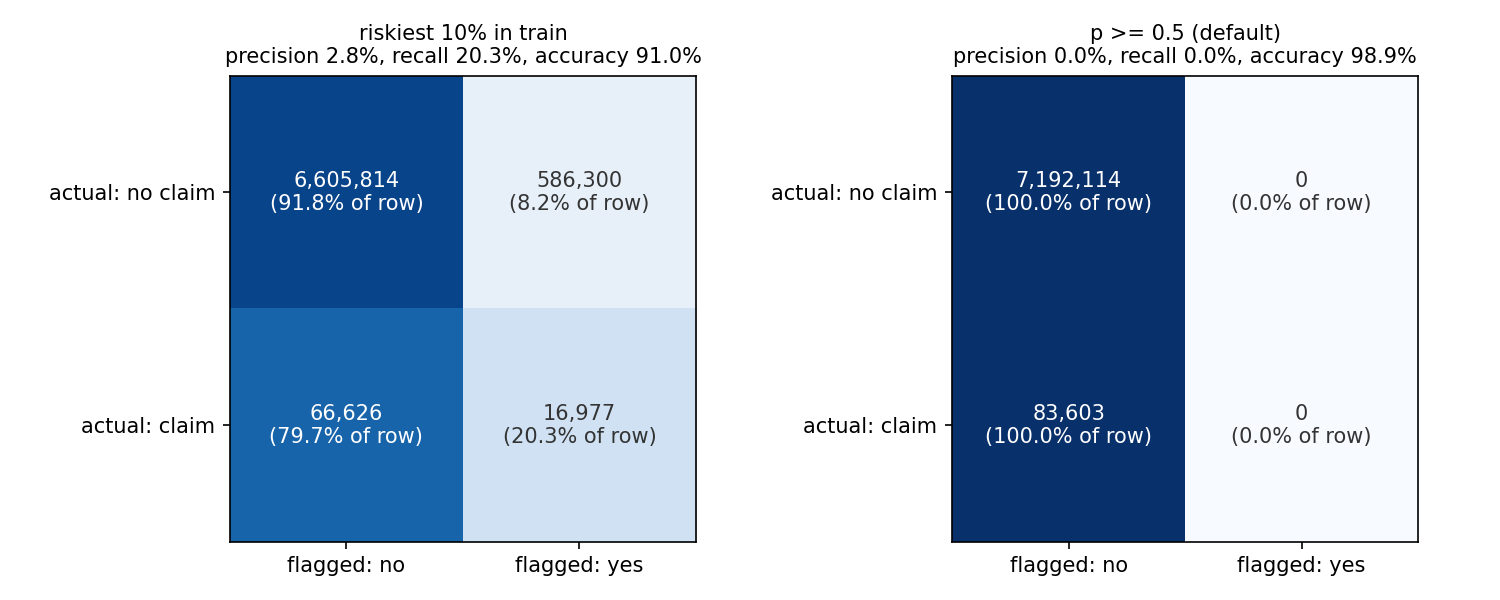 riskiest 10% in train
precision 2.8%, recall 20.3%, accuracy 91.0%
actual: no claim
6,605,814
(91.8% of row)
586,300
(8.2% of row)
actual: claim
66,626
(79.7% of row)
16,977
(20.3% of row)
flagged: no
flagged: yes
p >= 0.5 (default)
precision 0.0%, recall 0.0%, accuracy 98.9%
actual: no claim
7,192,114
(100.0% of row)
0
(0.0% of row)
actual: claim
83,603
(100.0% of row)
0
(0.0% of row)
flagged: no
flagged: yes